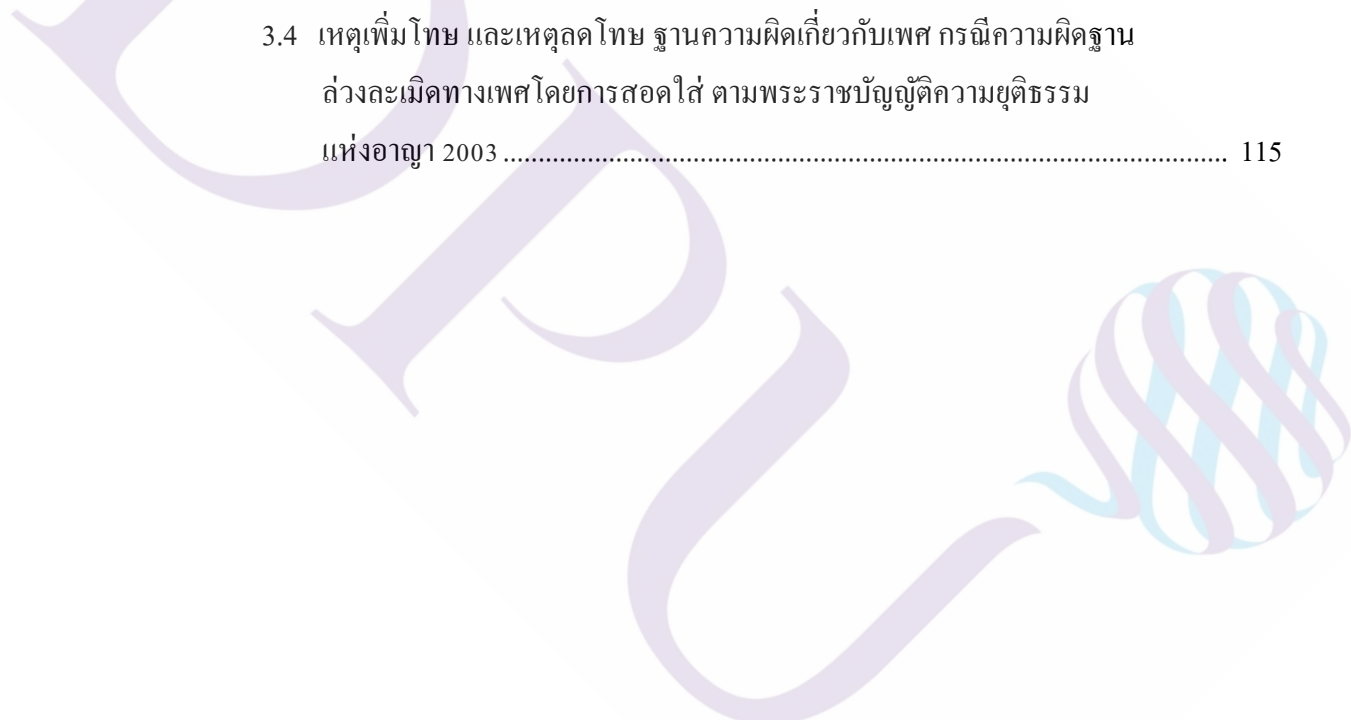 3.4 เหตุเพิ่มโทษ และเหตุลดโทษ ฐานความผิดเกี่ยวกับเพศ กรณีความผิดฐาน
ล่วงละเมิดทางเพศโดยการสอดใส่ ตามพระราชบัญญัติความยุติธรรม
แห่งอาญา 2003 ........................................................................................................ 115
DPU